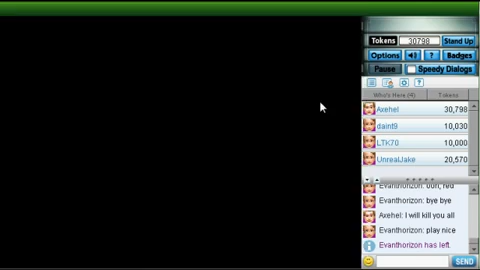 Tokens 30798 Stand Up
Options ? Badges
Pause Speedy Dialogs
?
Who's Here (4) Tokens
Axehel 30,798
daint9 10,030
LTK70 10,000
UnrealJake 20,570
Evanthorizon:
Evanthorizon: bye bye
Axehel: I will kill you all
Evanthorizon: play nice
Evanthorizon has left.
SEND